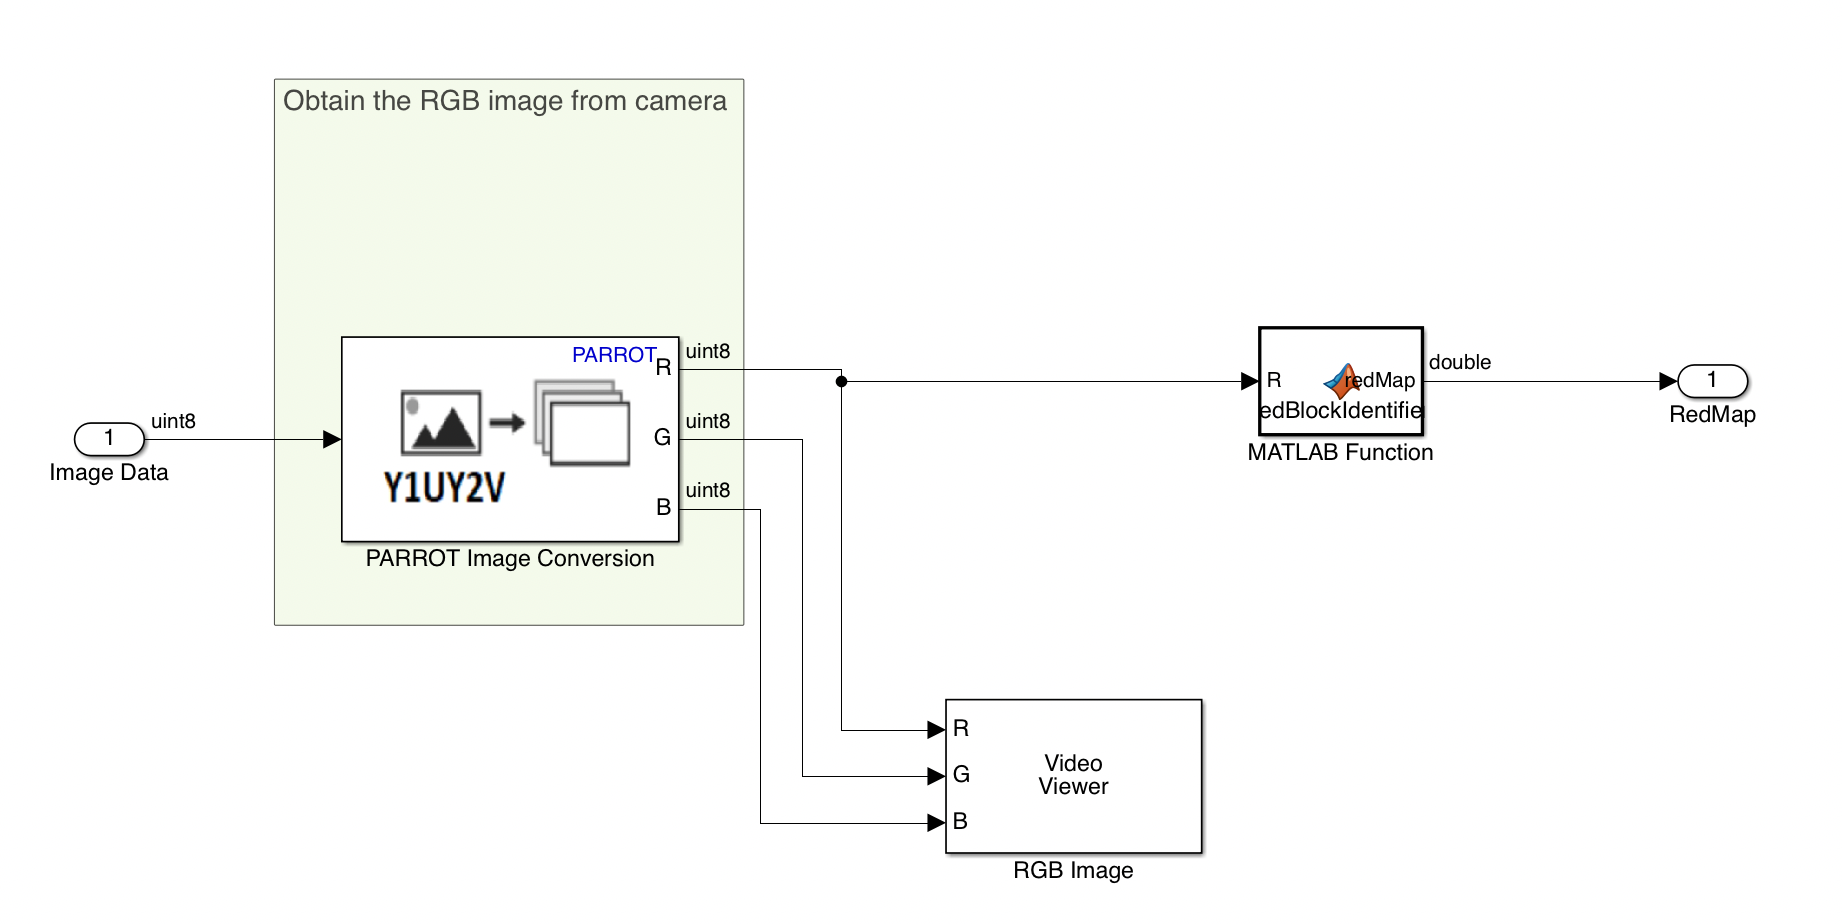 Obtain the RGB image from camera
PARROT
R
uint8
G
uint8
B
uint8
Y1UY2V
PARROT Image Conversion
1
uint8
Image Data
R
redMap
edBlockIdentifie
MATLAB Function
double
1
RedMap
R
G
B
Video
Viewer
RGB Image